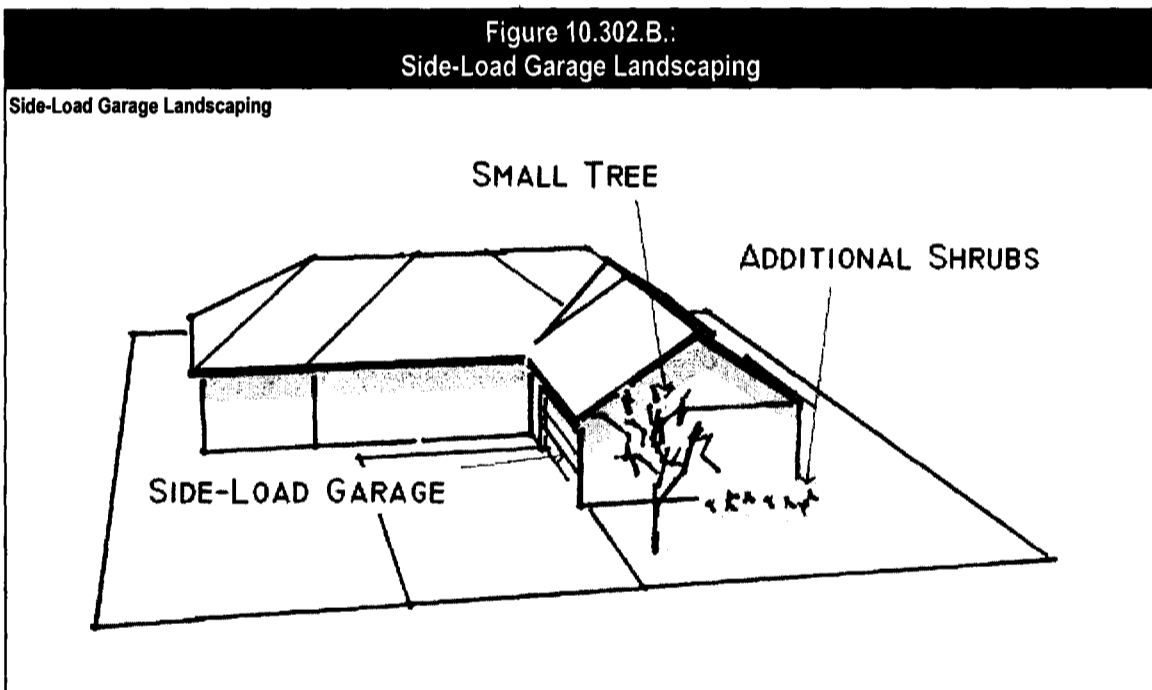 Figure 10.302.B.:
Side-Load Garage Landscaping
Side-Load Garage Landscaping
SMALL TREE
ADDITIONAL SHRUBS
SIDE-LOAD GARAGE